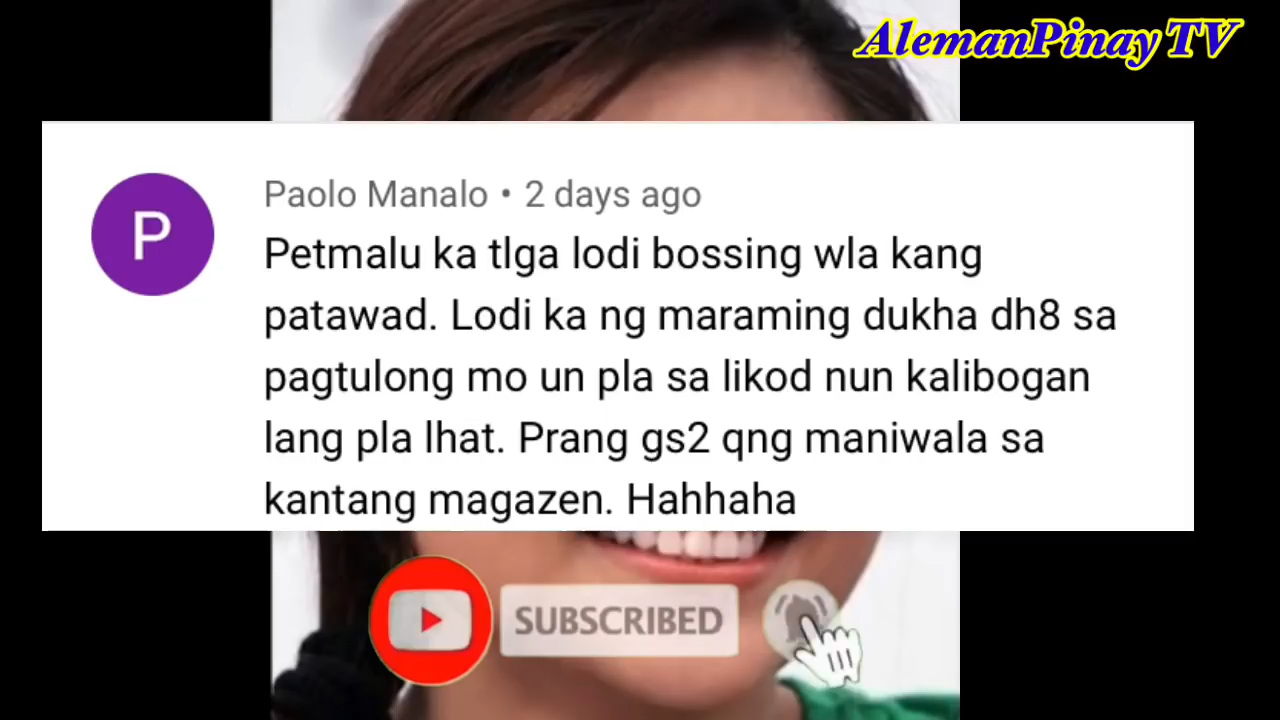 AlemanPinay TV
Paolo Manalo • 2 days ago
P
Petmalu ka tlga lodi bossing wla kang
patawad. Lodi ka ng maraming dukha dh8 sa
pagtulong mo un pla sa likod nun kalibogan
lang pla lhat. Prang gs2 qng maniwala sa
kantang magazen. Hahhaha
SUBSCRIBED